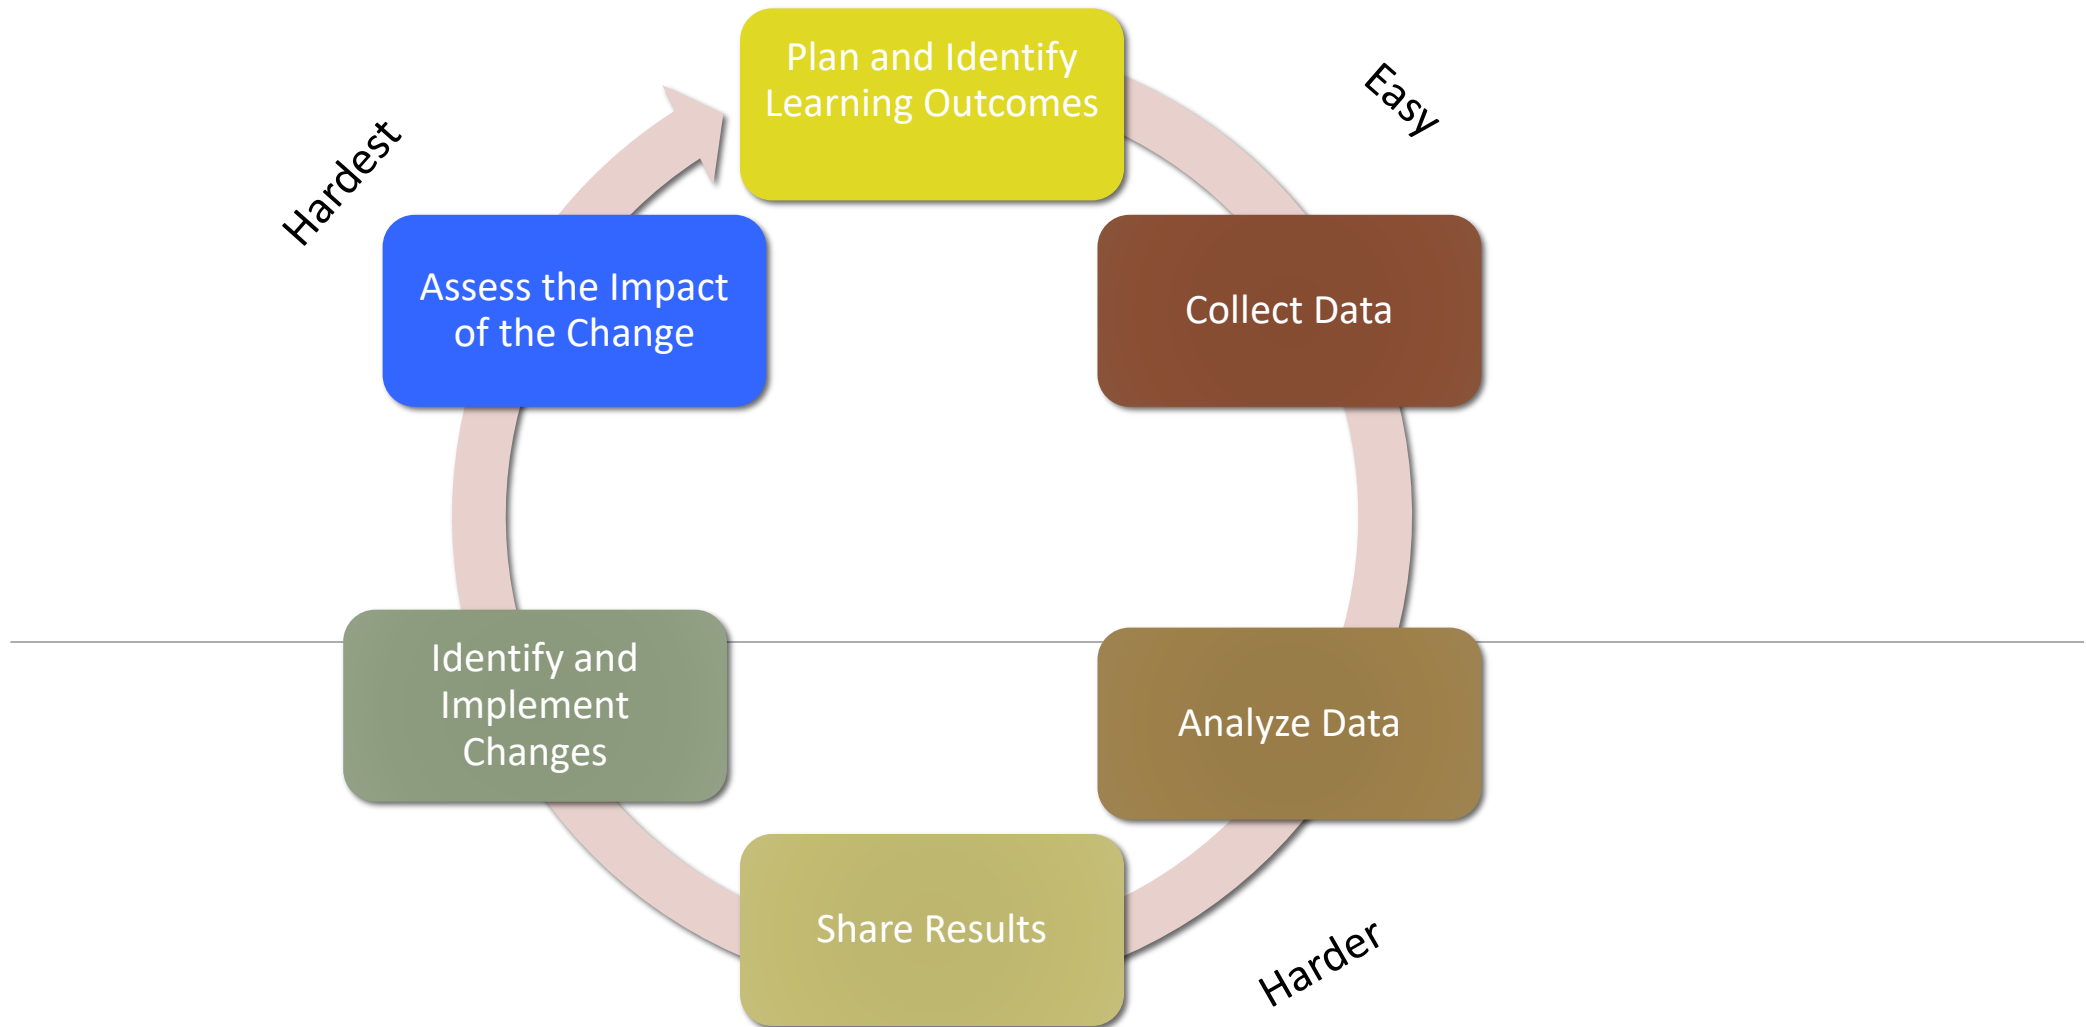 Plan and Identify
Learning Outcomes
Easy
Collect Data
Analyze Data
Harder
Share Results
Identify and
Implement
Changes
Assess the Impact
of the Change
Hardest